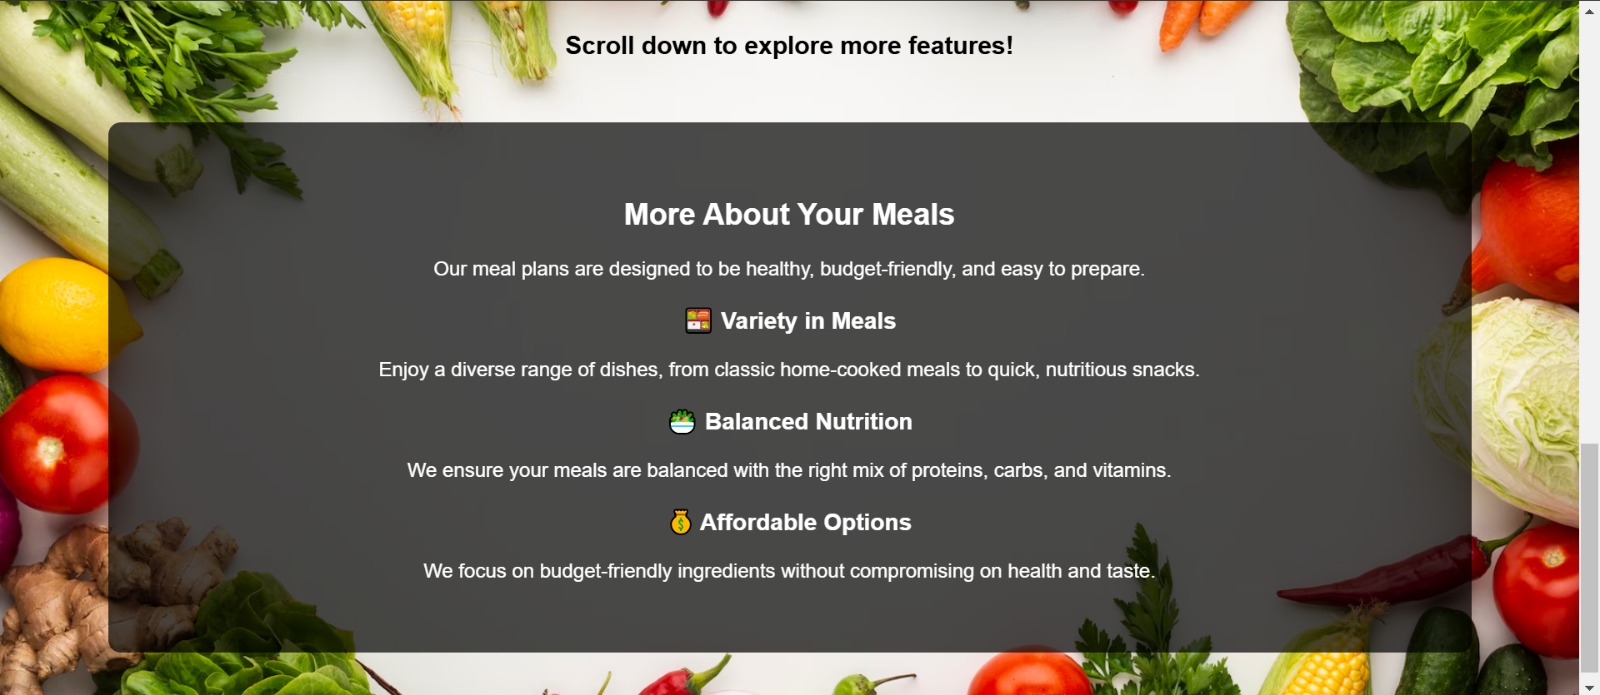 Scroll down to explore more features!
More About Your Meals
Our meal plans are designed to be healthy, budget-friendly, and easy to prepare.
🍱 Variety in Meals
Enjoy a diverse range of dishes, from classic home-cooked meals to quick, nutritious snacks.
🥗 Balanced Nutrition
We ensure your meals are balanced with the right mix of proteins, carbs, and vitamins.
💰 Affordable Options
We focus on budget-friendly ingredients without compromising on health and taste.